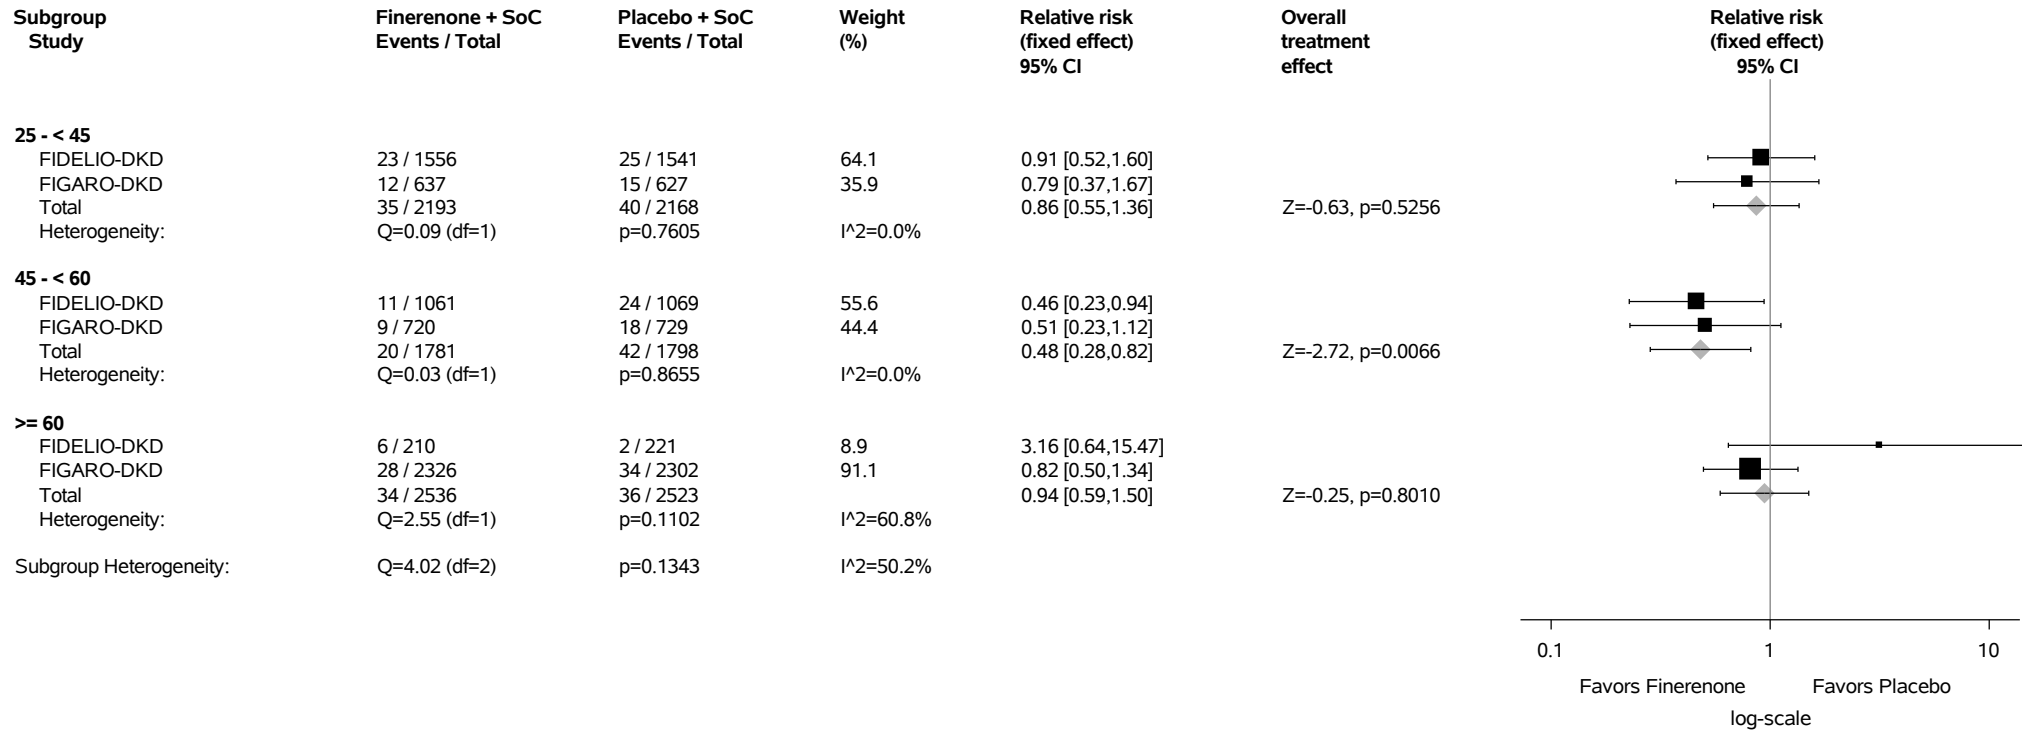 Subgroup Finerenone + SoC Placebo + SoC Weight Relative risk Overall Relative risk
Study Events / Total Events / Total (%) (fixed effect) treatment (fixed effect)
95% CI effect 95% CI
25 - < 45
FIDELIO-DKD 23 / 1556 25 / 1541 64.1 0.91 [0.52,1.60]
FIGARO-DKD 12 / 637 15 / 627 35.9 0.79 [0.37,1.67]
Total 35 / 2193 40 / 2168 0.86 [0.55,1.36] Z=-0.63, p=0.5256
Heterogeneity: Q=0.09 (df=1) p=0.7605 I^2=0.0%
45 - < 60
FIDELIO-DKD 11 / 1061 24 / 1069 55.6 0.46 [0.23,0.94]
FIGARO-DKD 9 / 720 18 / 729 44.4 0.51 [0.23,1.12]
Total 20 / 1781 42 / 1798 0.48 [0.28,0.82] Z=-2.72, p=0.0066
Heterogeneity: Q=0.03 (df=1) p=0.8655 I^2=0.0%
>= 60
FIDELIO-DKD 6 / 210 2 / 221 8.9 3.16 [0.64,15.47]
FIGARO-DKD 28 / 2326 34 / 2302 91.1 0.82 [0.50,1.34]
Total 34 / 2536 36 / 2523 0.94 [0.59,1.50] Z=-0.25, p=0.8010
Heterogeneity: Q=2.55 (df=1) p=0.1102 I^2=60.8%
Subgroup Heterogeneity: Q=4.02 (df=2) p=0.1343 I^2=50.2%
0.1 1 10
Favors Finerenone Favors Placebo
log-scale